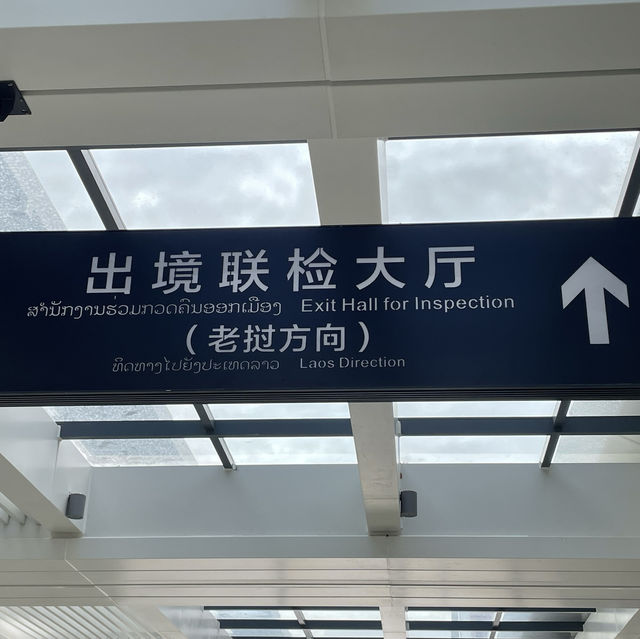 出境联检大厅
ສຳນັກງານຮ່ວມກວດຄົນອອກເມືອງ Exit Hall for Inspection
（老挝方向）
ທິດທາງໄປຍັງປະເທດລາວ Laos Direction